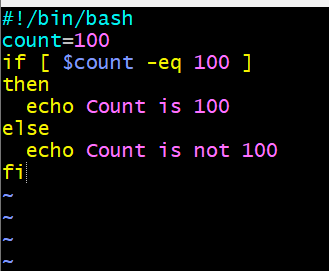 #!/bin/bash
count=100
if [ $count -eq 100 ]
then
  echo Count is 100
else
  echo Count is not 100
fi
~
~
~
~